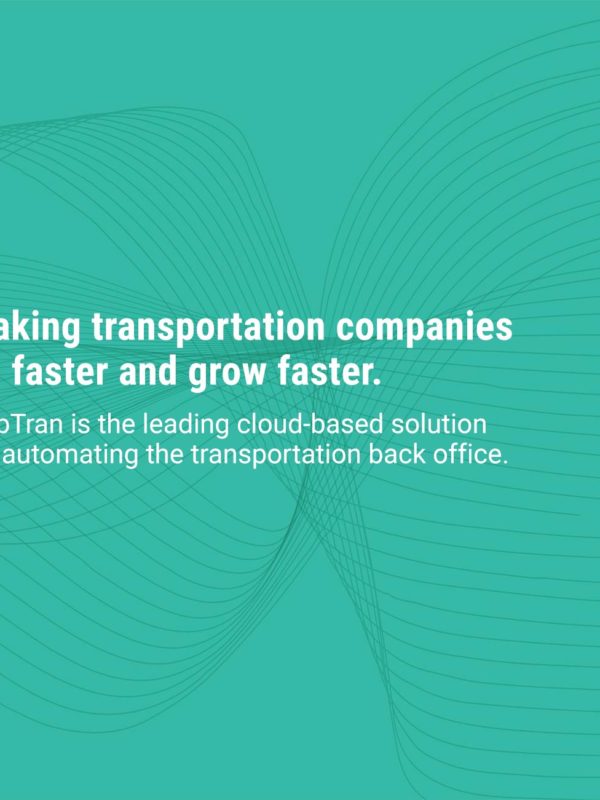 aking transportation companies
faster and grow faster.
oTran is the leading cloud-based solution
automating the transportation back office.